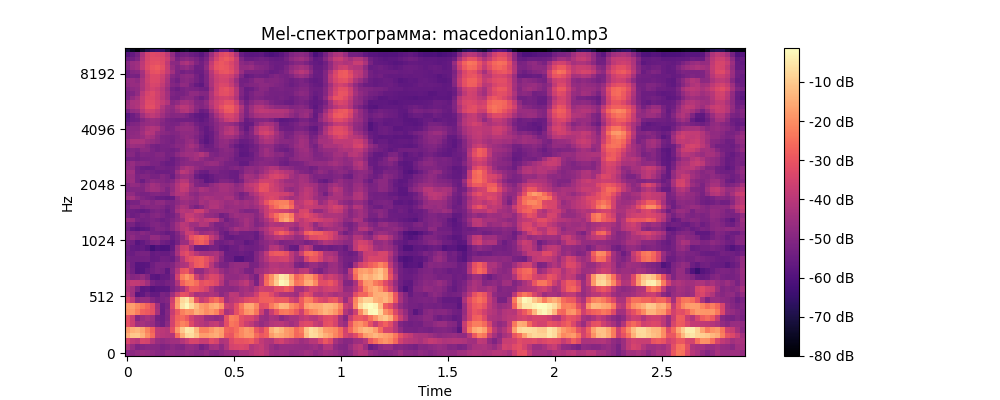 Mel-спектрограмма: macedonian10.mp3
Hz
8192
4096
2048
1024
512
0
0 0.5 1 1.5 2 2.5
Time
-10 dB
-20 dB
-30 dB
-40 dB
-50 dB
-60 dB
-70 dB
-80 dB